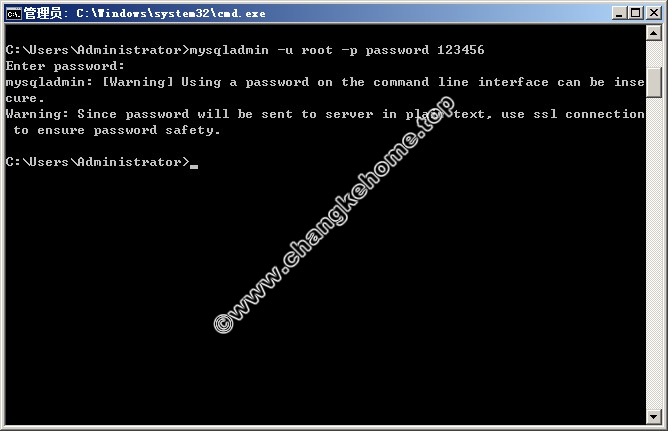 管理员: C:\Windows\system32\cmd.exe
C:\Users\Administrator>mysqladmin -u root -p password 123456
Enter password:
mysqladmin: [Warning] Using a password on the command line interface can be inse
cure.
Warning: Since password will be sent to server in plain text, use ssl connection
 to ensure password safety.
C:\Users\Administrator>_
©www.changkehome.top